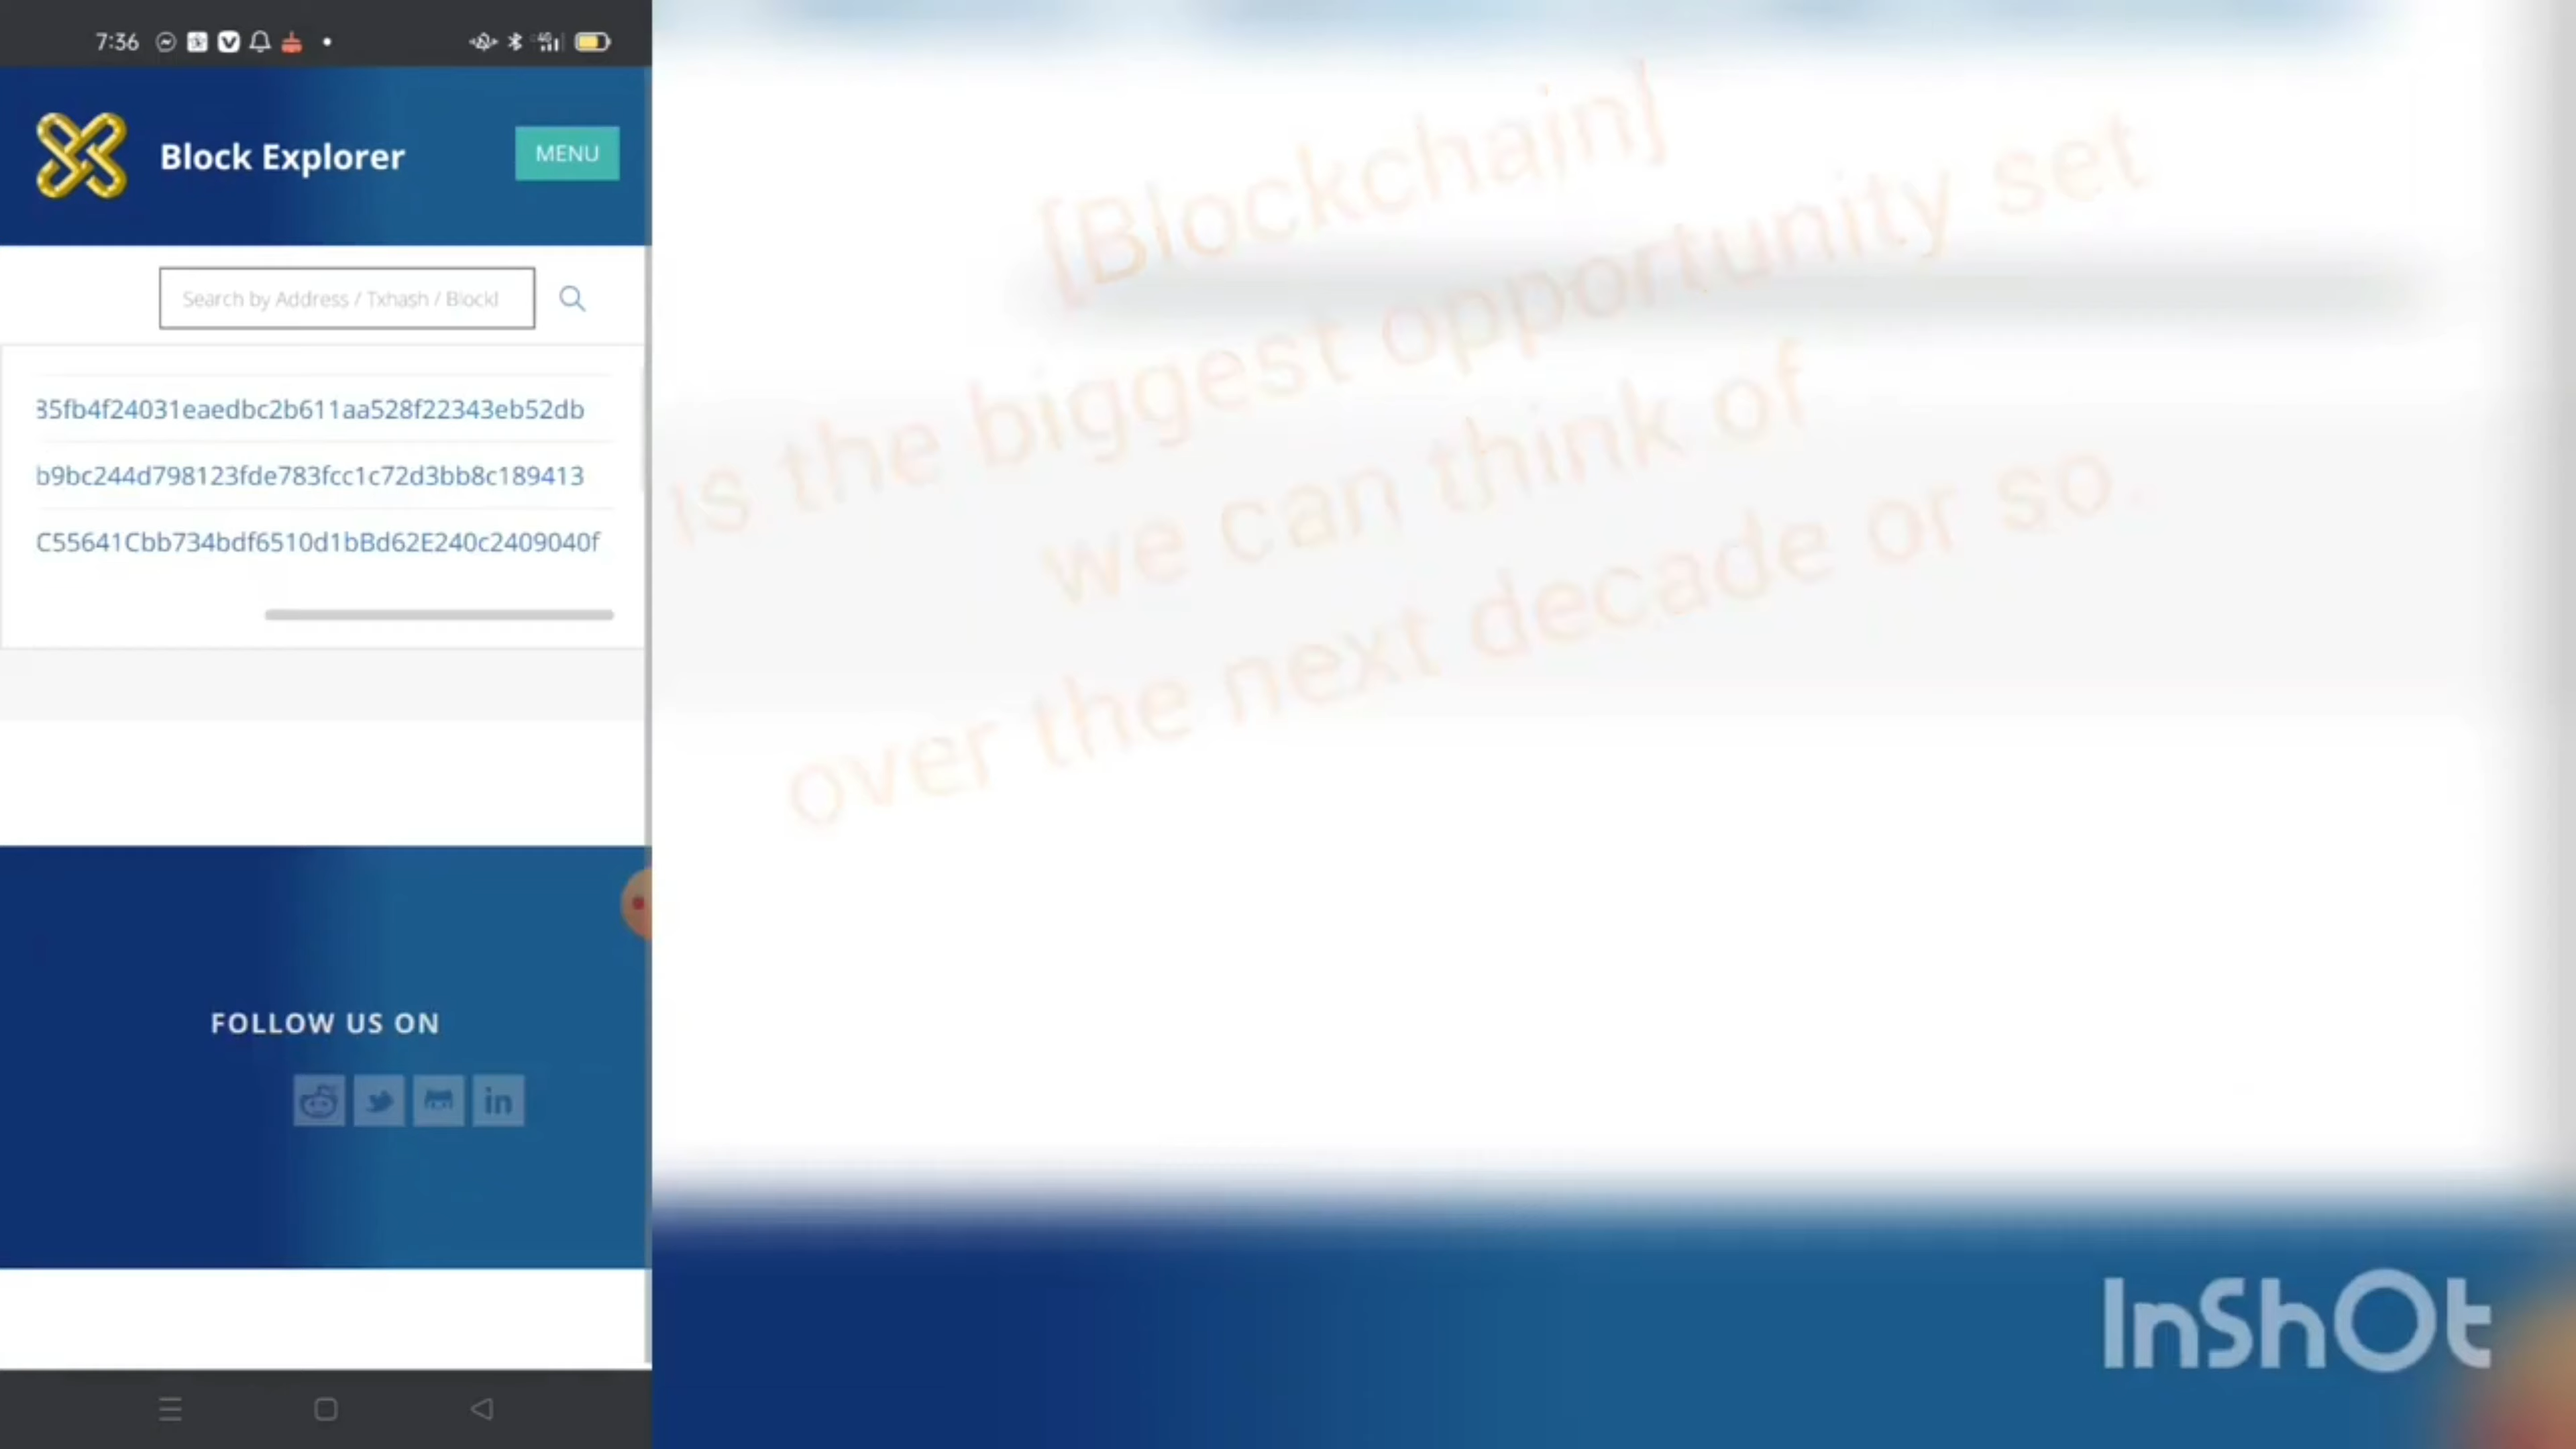 7:36
Block Explorer
MENU
Search by Address / Txhash / Blockl
35fb4f24031eaedbc2b611aa528f22343eb52db
b9bc244d798123fde783fcc1c72d3bb8c189413
C55641Cbb734bdf6510d1bBd62E240c2409040f
FOLLOW US ON
in
[Blockchain]
is the biggest opportunity set
we can think of
over the next decade or so.
InShOt